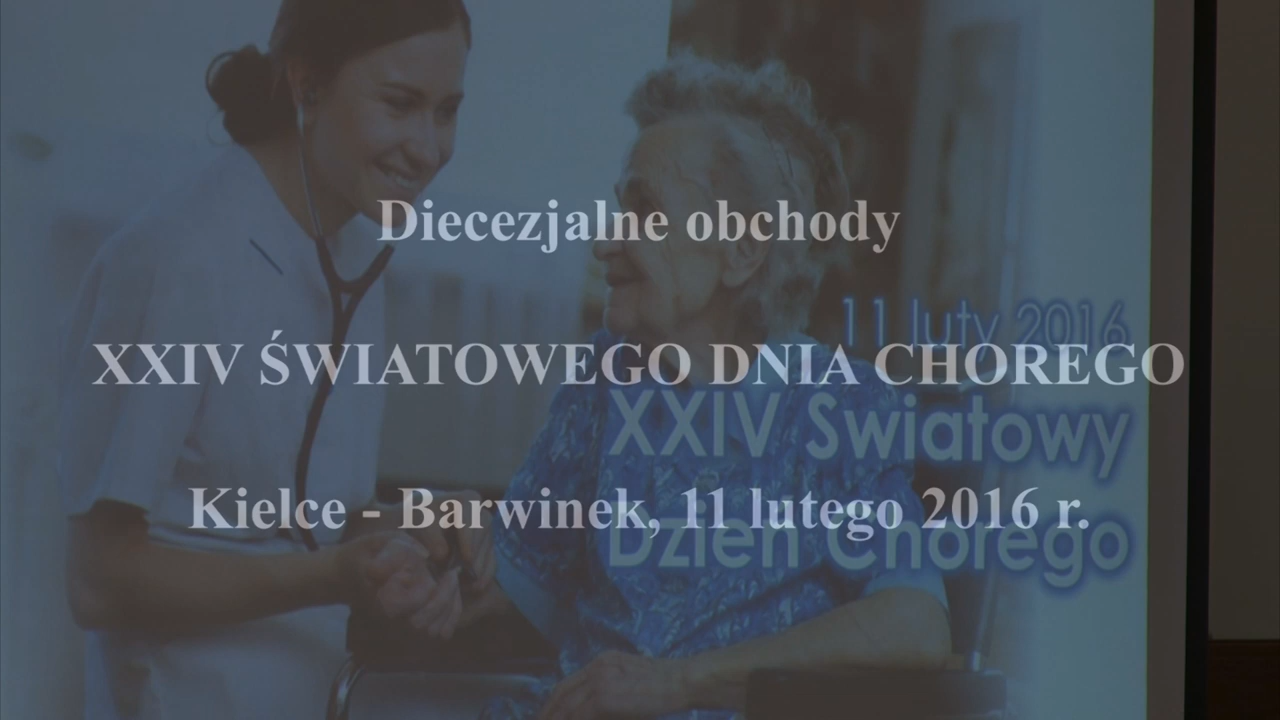 Diecezjalne obchody
11 luty 2016
XXIV ŚWIATOWEGO DNIA CHOREGO
XXIV Światowy
Kielce - Barwinek, 11 lutego 2016 r.
Dzień Chorego